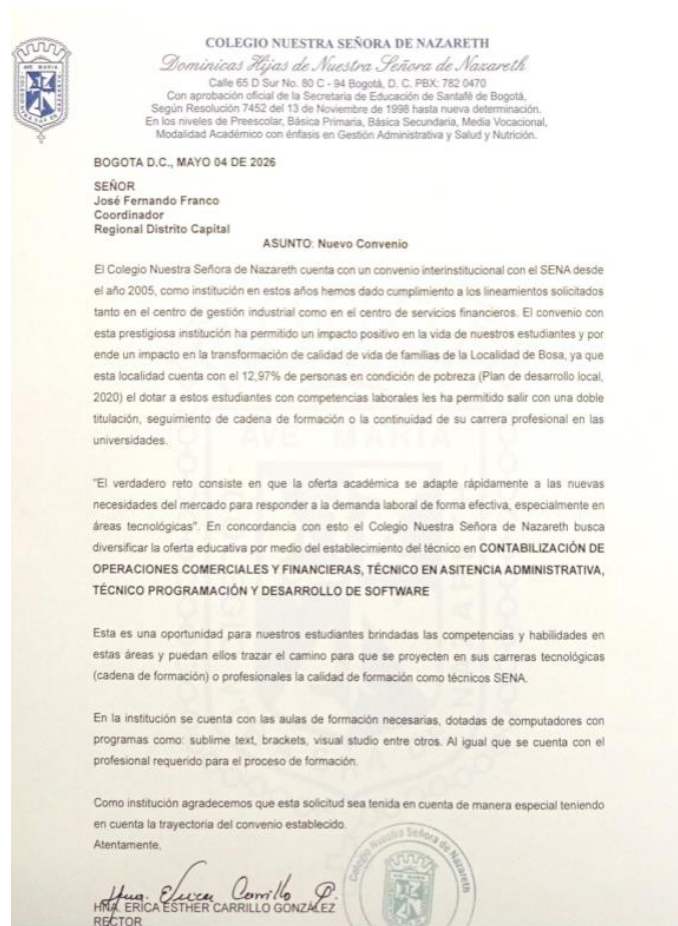 COLEGIO NUESTRA SEÑORA DE NAZARETH
Dominicas Hijas de Nuestra Señora de Nazareth
Calle 65 D Sur No. 80 C - 94 Bogotá, D. C. PBX: 782 0470
Con aprobación oficial de la Secretaria de Educación de Santafé de Bogotá,
Según Resolución 7452 del 13 de Noviembre de 1998 hasta nueva determinación.
En los niveles de Preescolar, Básica Primaria, Básica Secundaria, Media Vocacional,
Modalidad Académico con énfasis en Gestión Administrativa y Salud y Nutrición.
AVE MARIA
BOGOTA D.C., MAYO 04 DE 2026
SEÑOR
José Fernando Franco
Coordinador
Regional Distrito Capital
ASUNTO: Nuevo Convenio
El Colegio Nuestra Señora de Nazareth cuenta con un convenio interinstitucional con el SENA desde
el año 2005, como institución en estos años hemos dado cumplimiento a los lineamientos solicitados
tanto en el centro de gestión industrial como en el centro de servicios financieros. El convenio con
esta prestigiosa institución ha permitido un impacto positivo en la vida de nuestros estudiantes y por
ende un impacto en la transformación de calidad de vida de familias de la Localidad de Bosa, ya que
esta localidad cuenta con el 12,97% de personas en condición de pobreza (Plan de desarrollo local,
2020) el dotar a estos estudiantes con competencias laborales les ha permitido salir con una doble
titulación, seguimiento de cadena de formación o la continuidad de su carrera profesional en las
universidades.
AVE MARIA
"El verdadero reto consiste en que la oferta académica se adapte rápidamente a las nuevas
necesidades del mercado para responder a la demanda laboral de forma efectiva, especialmente en
áreas tecnológicas". En concordancia con esto el Colegio Nuestra Señora de Nazareth busca
diversificar la oferta educativa por medio del establecimiento del técnico en CONTABILIZACIÓN DE
OPERACIONES COMERCIALES Y FINANCIERAS, TÉCNICO EN ASITENCIA ADMINISTRATIVA,
TÉCNICO PROGRAMACIÓN Y DESARROLLO DE SOFTWARE
Esta es una oportunidad para nuestros estudiantes brindadas las competencias y habilidades en
estas áreas y puedan ellos trazar el camino para que se proyecten en sus carreras tecnológicas
(cadena de formación) o profesionales la calidad de formación como técnicos SENA.
En la institución se cuenta con las aulas de formación necesarias, dotadas de computadores con
programas como: sublime text, brackets, visual studio entre otros. Al igual que se cuenta con el
profesional requerido para el proceso de formación.
Como institución agradecemos que esta solicitud sea tenida en cuenta de manera especial teniendo
en cuenta la trayectoria del convenio establecido.
Atentamente,
Hna. Erica Carrillo
HNA. ERICA ESTHER CARRILLO GONZÁLEZ
RECTOR
Colegio Nuestra Señora de Nazareth